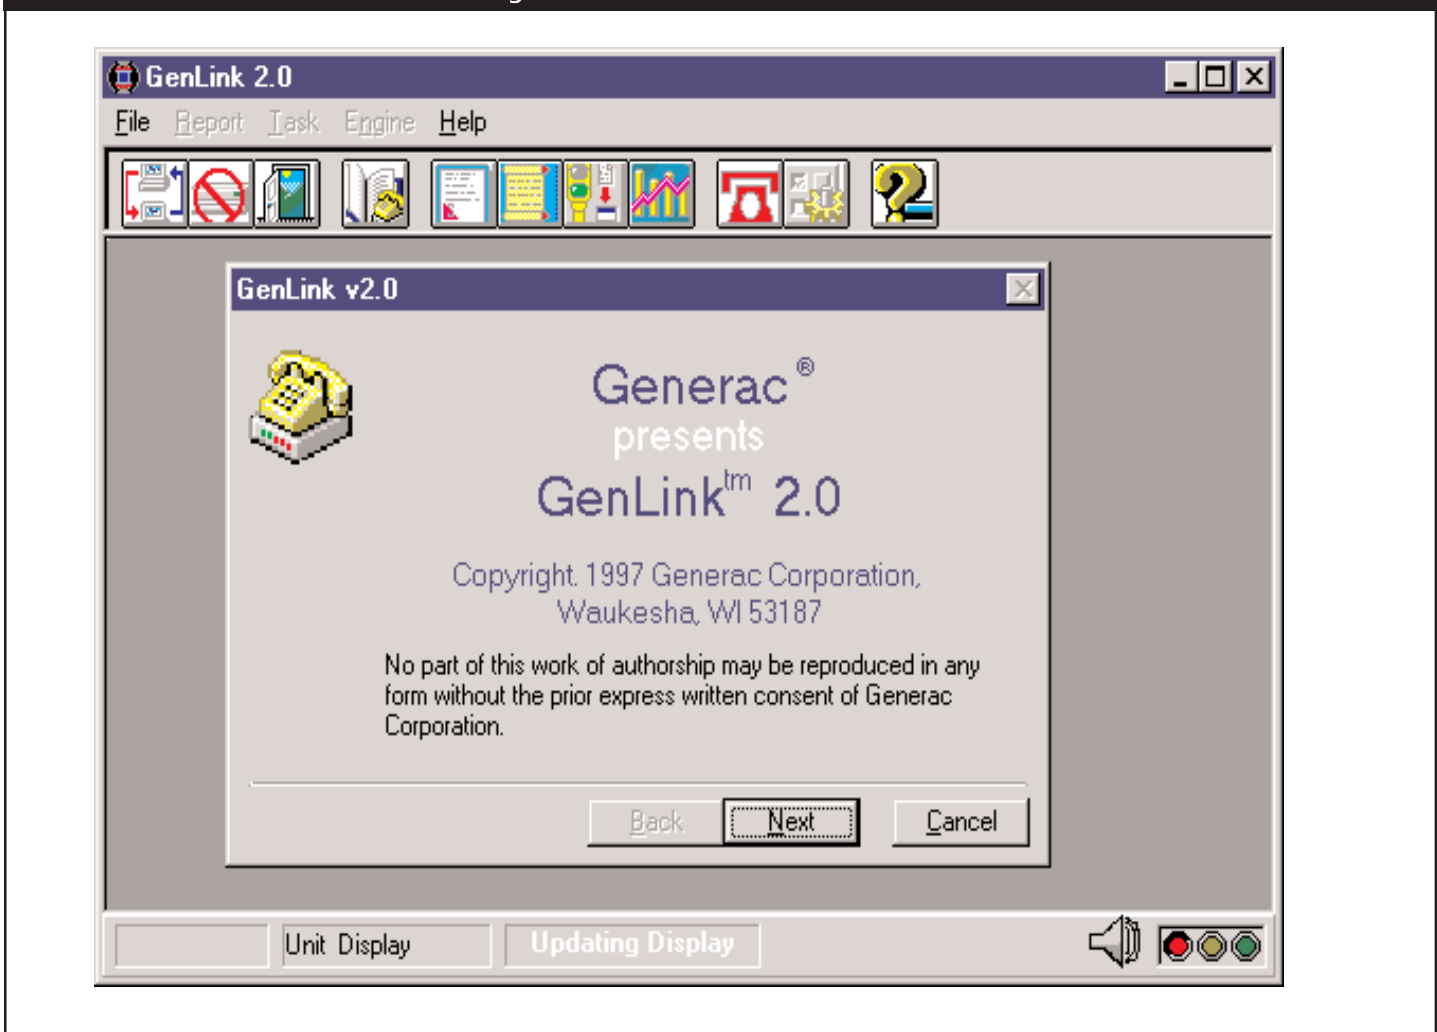 GenLink 2.0
File Report Task Engine Help
GenLink v2.0
Generac®
presents
GenLink™ 2.0
Copyright. 1997 Generac Corporation,
Waukesha, WI 53187
No part of this work of authorship may be reproduced in any
form without the prior express written consent of Generac
Corporation.
Back Next Cancel
Unit Display Updating Display